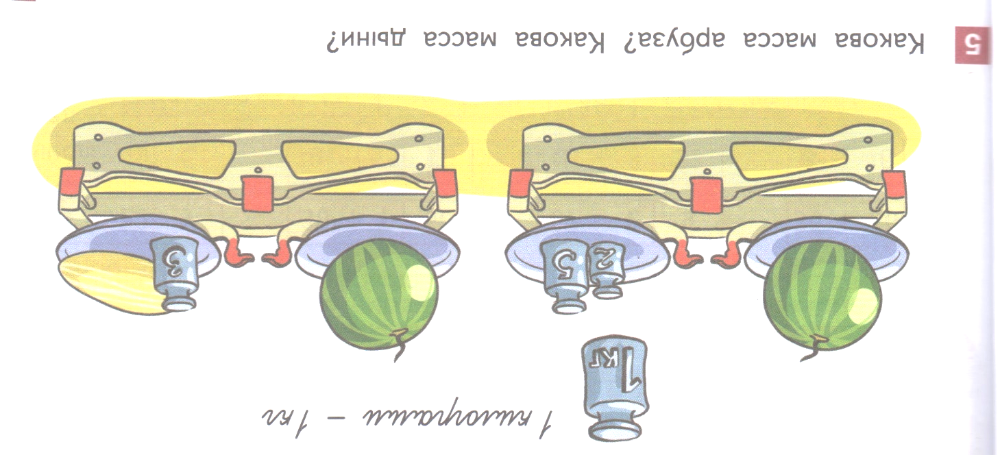 1 килограмм – 1 кг
1 кг
2 5
3
5 Какова масса арбуза? Какова масса дыни?